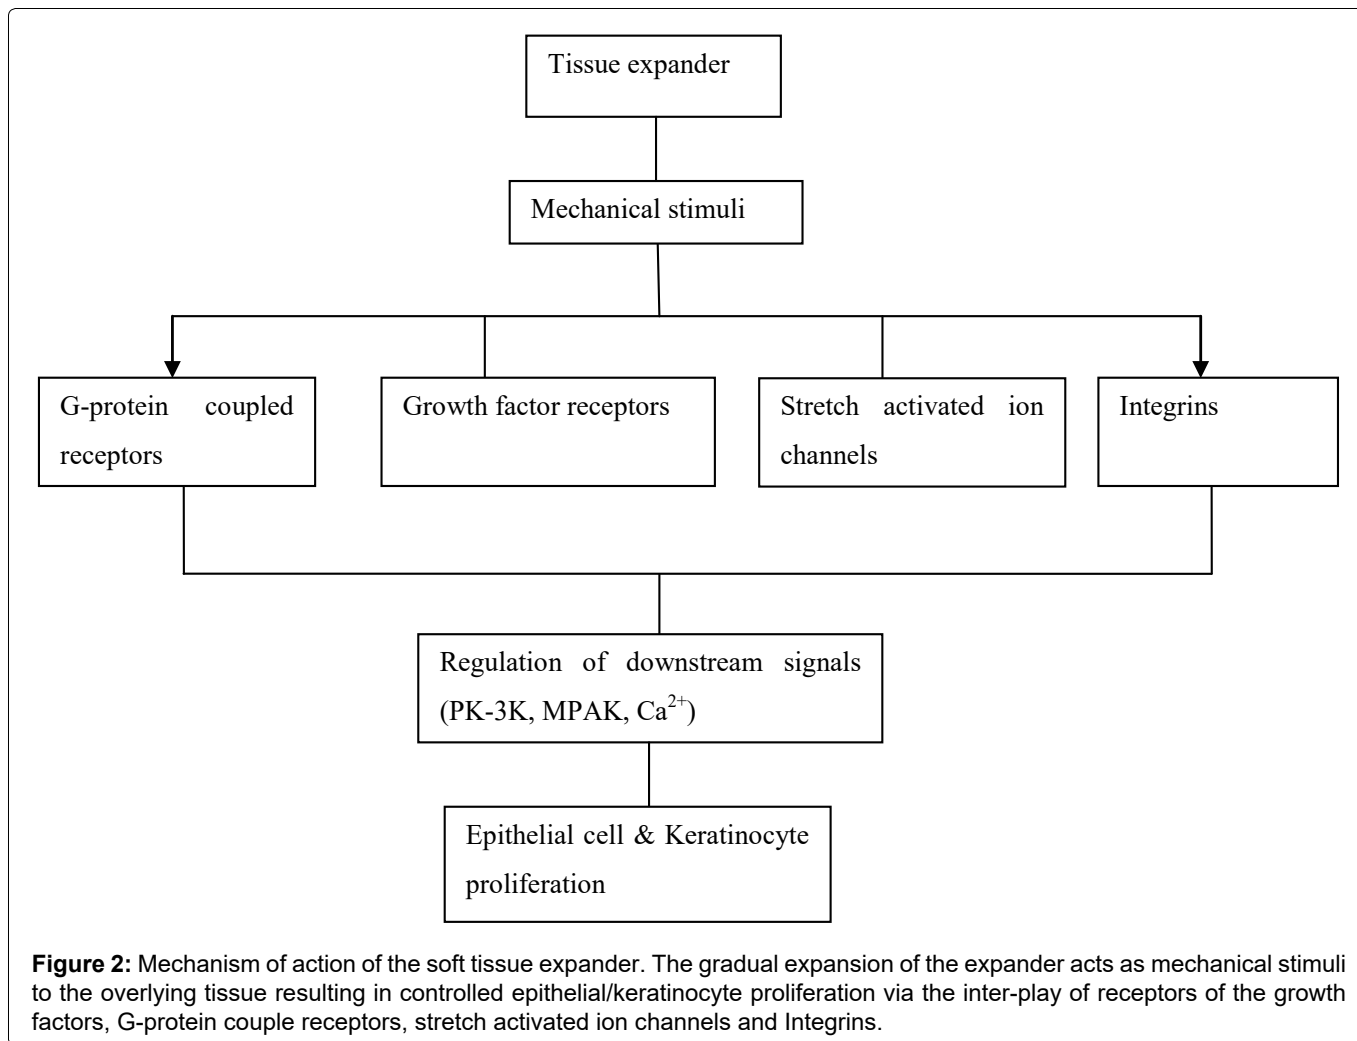 Tissue expander
Mechanical stimuli
G-protein coupled
receptors
Growth factor receptors
Stretch activated ion
channels
Integrins
Regulation of downstream signals
(PK-3K, MPAK, Ca²⁺)
Epithelial cell & Keratinocyte
proliferation
Figure 2: Mechanism of action of the soft tissue expander. The gradual expansion of the expander acts as mechanical stimuli
to the overlying tissue resulting in controlled epithelial/keratinocyte proliferation via the inter-play of receptors of the growth
factors, G-protein couple receptors, stretch activated ion channels and Integrins.